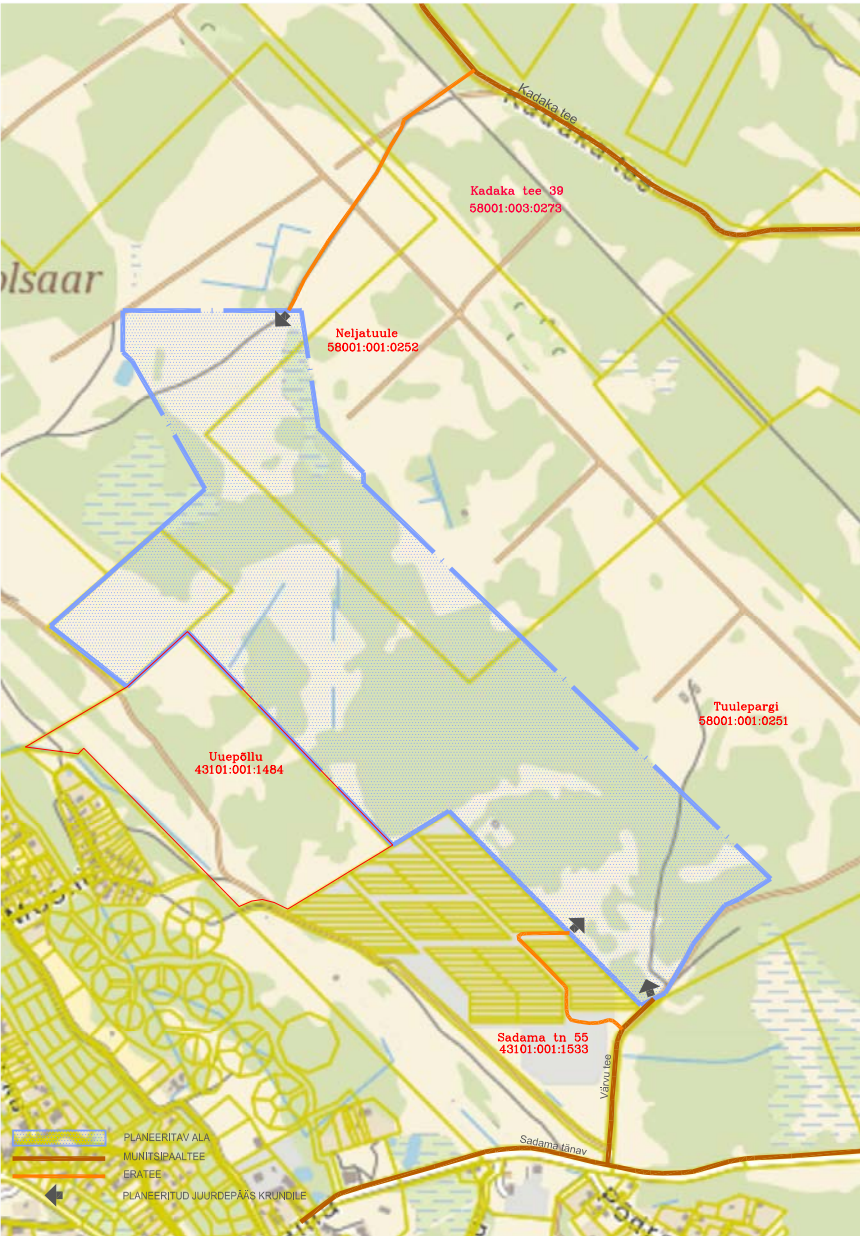 Kadaka tee
Kadaka tee
Kadaka tee 39
58001:003:0273
olsaar
Neljatuule
58001:001:0252
Tuulepargi
58001:001:0251
Uuepõllu
43101:001:1484
Sadama tn 55
43101:001:1533
Värvu tee
Sadama tänav
PLANEERITAV ALA
MUNITSIPAALTEE
ERATEE
PLANEERITUD JUURDEPÄÄS KRUNDILE